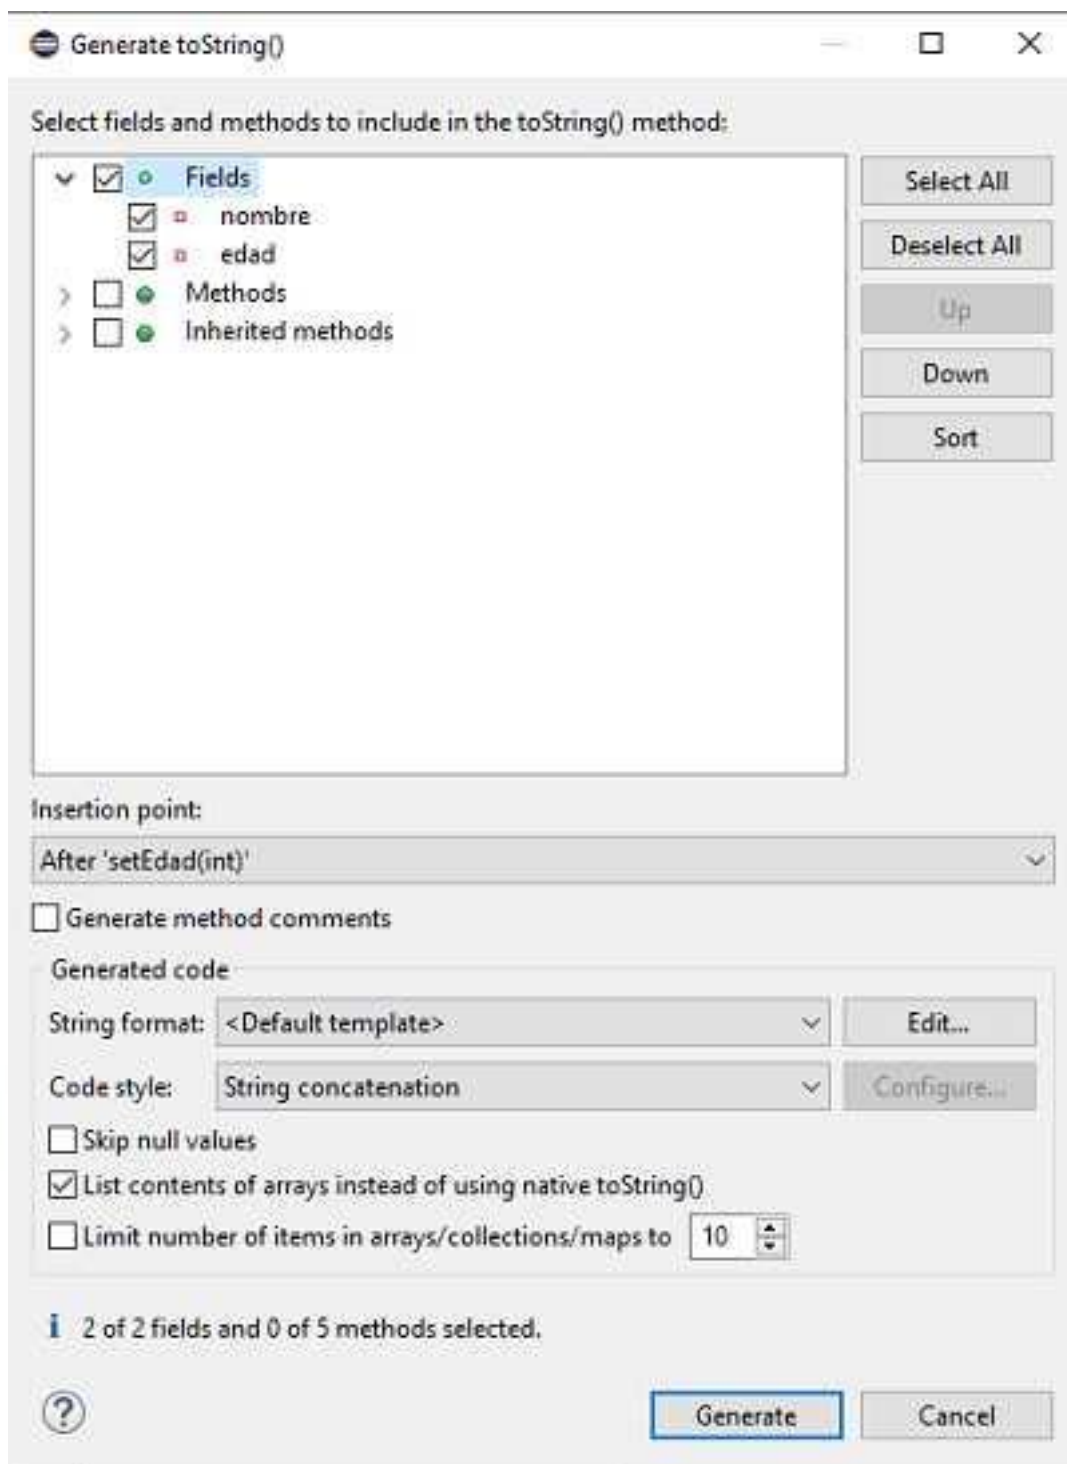 Generate toString()
Select fields and methods to include in the toString() method:
Fields
nombre
edad
Methods
Inherited methods
Select All
Deselect All
Up
Down
Sort
Insertion point:
After 'setEdad(int)'
Generate method comments
Generated code
String format: <Default template> Edit...
Code style: String concatenation Configure...
Skip null values
List contents of arrays instead of using native toString()
Limit number of items in arrays/collections/maps to 10
2 of 2 fields and 0 of 5 methods selected.
Generate Cancel